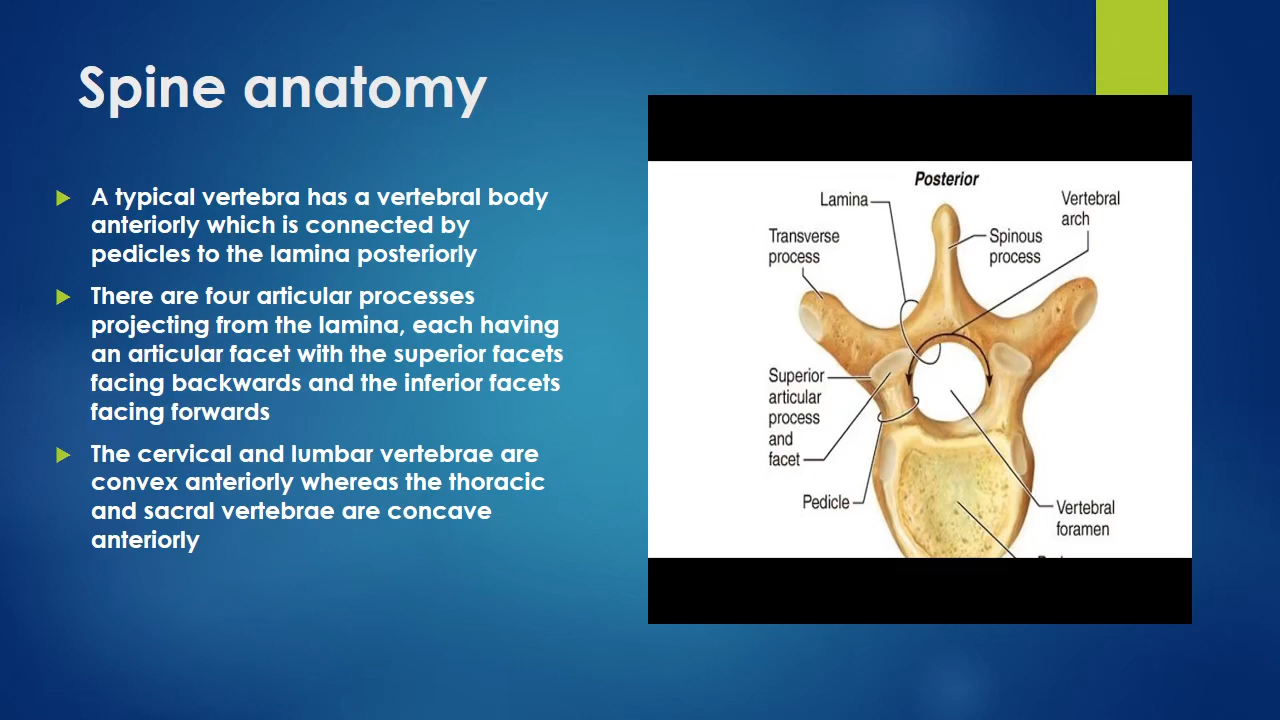 Spine anatomy
A typical vertebra has a vertebral body
anteriorly which is connected by
pedicles to the lamina posteriorly
There are four articular processes
projecting from the lamina, each having
an articular facet with the superior facets
facing backwards and the inferior facets
facing forwards
The cervical and lumbar vertebrae are
convex anteriorly whereas the thoracic
and sacral vertebrae are concave
anteriorly
Posterior
Lamina
Vertebral
arch
Transverse
process
Spinous
process
Superior
articular
process
and
facet
Pedicle
Vertebral
foramen